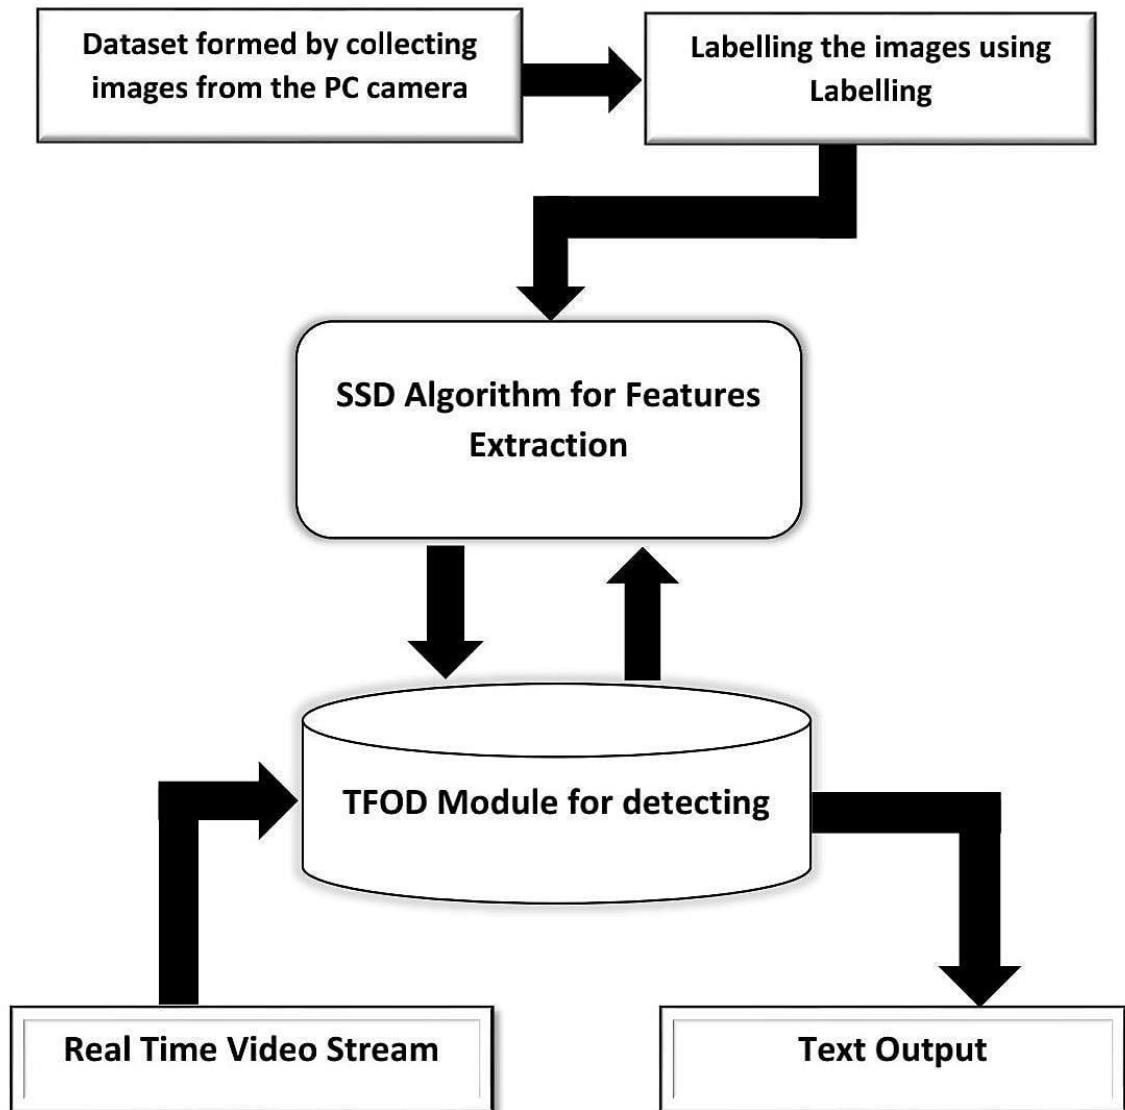 Dataset formed by collecting
images from the PC camera
Labelling the images using
Labelling
SSD Algorithm for Features
Extraction
TFOD Module for detecting
Real Time Video Stream
Text Output